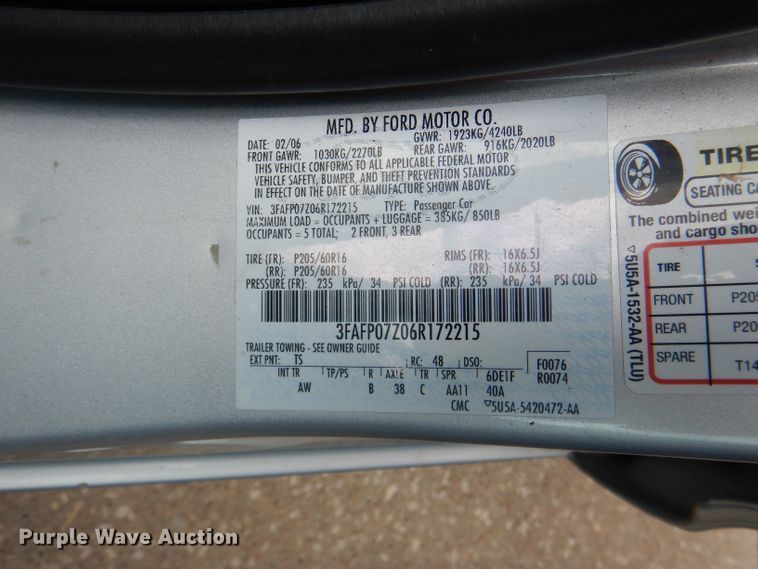 MFD. BY FORD MOTOR CO.
DATE: 02/06 GVWR: 1923KG/4240LB
FRONT GAWR: 1030KG/2270LB REAR GAWR: 916KG/2020LB
THIS VEHICLE CONFORMS TO ALL APPLICABLE FEDERAL MOTOR
VEHICLE SAFETY, BUMPER, AND THEFT PREVENTION STANDARDS
IN EFFECT ON THE DATE OF MANUFACTURE SHOWN ABOVE.
VIN: 3FAFP07Z06R172215 TYPE: Passenger Car
MAXIMUM LOAD = OCCUPANTS + LUGGAGE = 385KG/ 850LB
OCCUPANTS = 5 TOTAL; 2 FRONT, 3 REAR
TIRE (FR): P205/60R16 RIMS (FR): 16X6.5J
(RR): P205/60R16 (RR): 16X6.5J
PRESSURE (FR): 235 kPa/ 34 PSI COLD (RR): 235 kPa/ 34 PSI COLD
3FAFP07Z06R172215
TRAILER TOWING - SEE OWNER GUIDE
EXT PNT: TS RC: 48 DSO: F0076
INT TR TP/PS R AXLE TR SPR 6DE1F R0074
AW B 38 C AA11 40A
CMC ▽5U5A-5420472-AA
TIRE
SEATING CA
The combined wei
and cargo sho
TIRE S
FRONT P205
REAR P20
SPARE T14
▽5U5A-1532-AA (TLU)
Purple Wave Auction